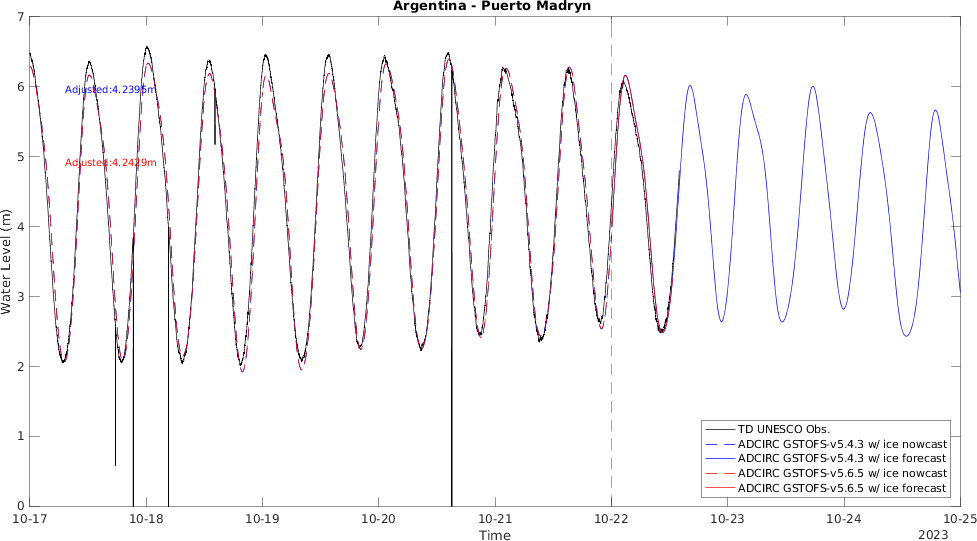 Argentina - Puerto Madryn
7
6
5
4
3
2
1
0
Water Level (m)
Adjusted:4.2395m
Adjusted:4.2429m
TD UNESCO Obs.
ADCIRC GSTOFS-v5.4.3 w/ ice nowcast
ADCIRC GSTOFS-v5.4.3 w/ ice forecast
ADCIRC GSTOFS-v5.6.5 w/ ice nowcast
ADCIRC GSTOFS-v5.6.5 w/ ice forecast
10-17 10-18 10-19 10-20 10-21 10-22 10-23 10-24 10-25
Time
2023